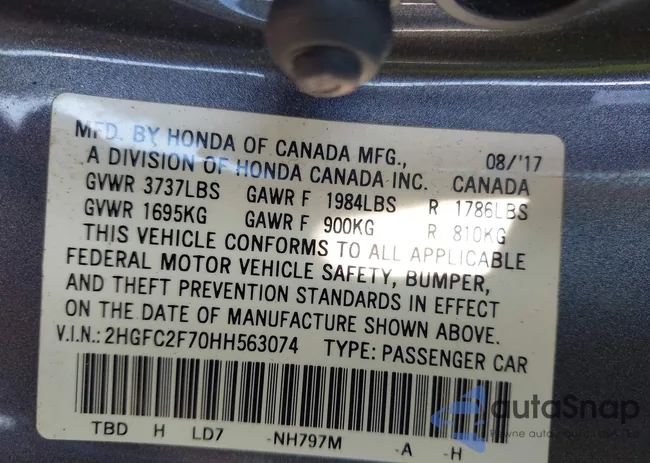 MFD. BY HONDA OF CANADA MFG., 08/'17
A DIVISION OF HONDA CANADA INC. CANADA
GVWR 3737LBS GAWR F 1984LBS R 1786LBS
GVWR 1695KG GAWR F 900KG R 810KG
THIS VEHICLE CONFORMS TO ALL APPLICABLE
FEDERAL MOTOR VEHICLE SAFETY, BUMPER,
AND THEFT PREVENTION STANDARDS IN EFFECT
ON THE DATE OF MANUFACTURE SHOWN ABOVE.
V.I.N.: 2HGFC2F70HH563074 TYPE: PASSENGER CAR
TBD H LD7 -NH797M -A -H
autoSnap